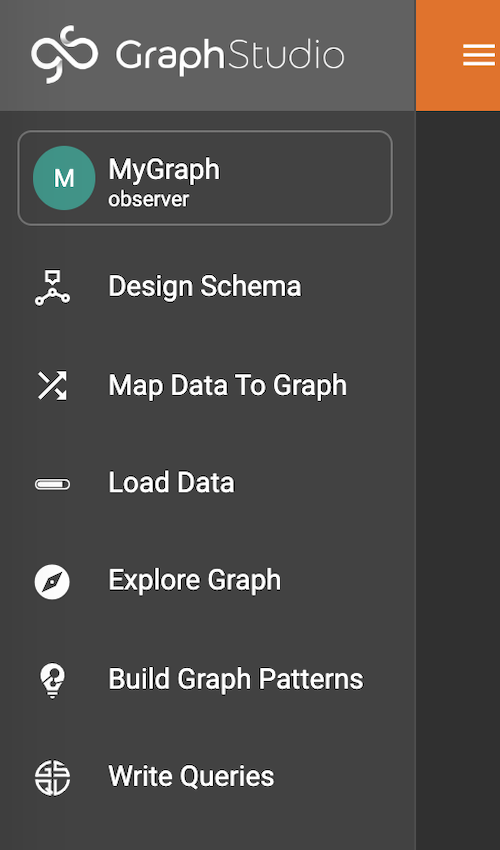 GraphStudio
M
MyGraph
observer
Design Schema
Map Data To Graph
Load Data
Explore Graph
Build Graph Patterns
Write Queries